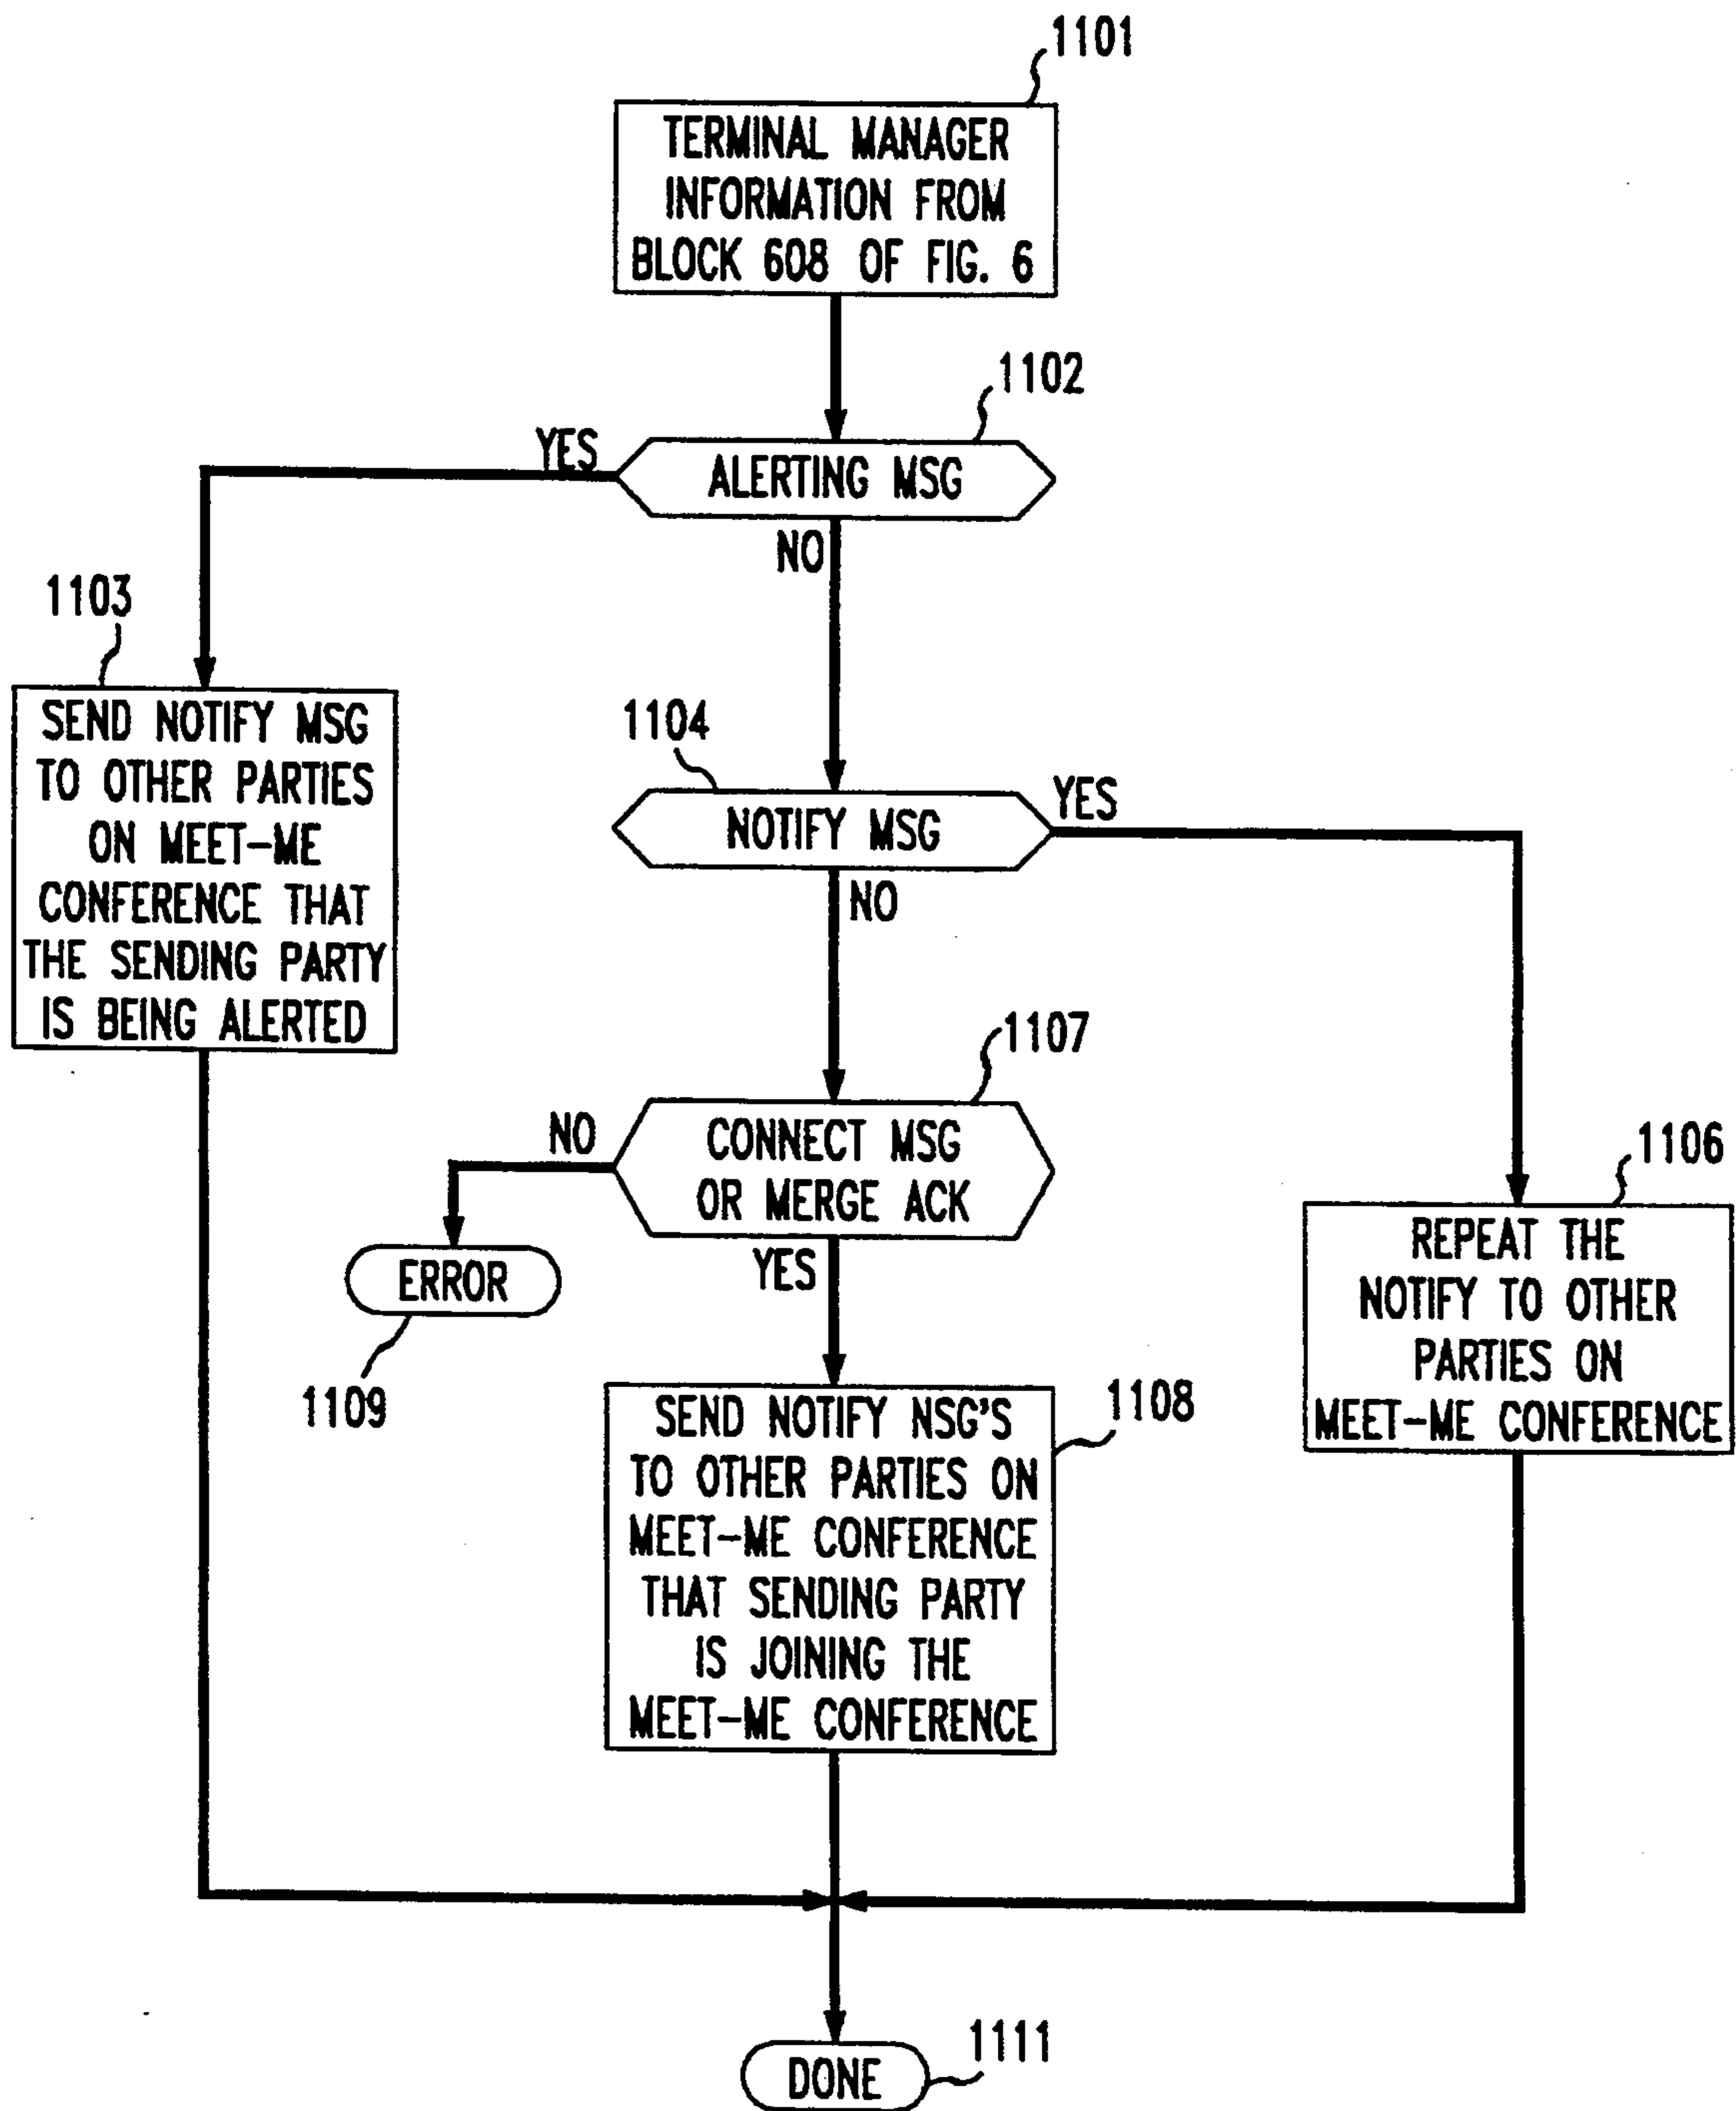 1101
TERMINAL MANAGER
INFORMATION FROM
BLOCK 608 OF FIG. 6
1102
YES
ALERTING MSG
NO
1103
SEND NOTIFY MSG
TO OTHER PARTIES
ON MEET-ME
CONFERENCE THAT
THE SENDING PARTY
IS BEING ALERTED
1104
NOTIFY MSG
YES
NO
1107
NO
CONNECT MSG
OR MERGE ACK
YES
ERROR
1109
1106
REPEAT THE
NOTIFY TO OTHER
PARTIES ON
MEET-ME CONFERENCE
1108
SEND NOTIFY NSG'S
TO OTHER PARTIES ON
MEET-ME CONFERENCE
THAT SENDING PARTY
IS JOINING THE
MEET-ME CONFERENCE
DONE
1111